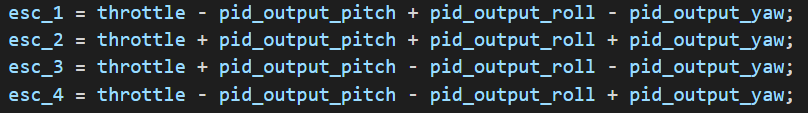 esc_1 = throttle - pid_output_pitch + pid_output_roll - pid_output_yaw;
esc_2 = throttle + pid_output_pitch + pid_output_roll + pid_output_yaw;
esc_3 = throttle + pid_output_pitch - pid_output_roll - pid_output_yaw;
esc_4 = throttle - pid_output_pitch - pid_output_roll + pid_output_yaw;